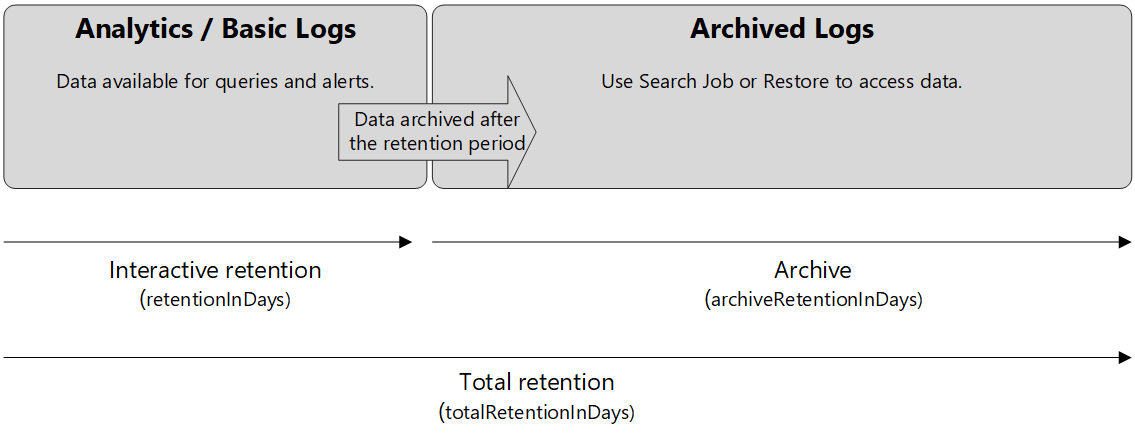 Analytics / Basic Logs
Data available for queries and alerts.
Archived Logs
Use Search Job or Restore to access data.
Data archived after
the retention period
Interactive retention
(retentionInDays)
Archive
(archiveRetentionInDays)
Total retention
(totalRetentionInDays)